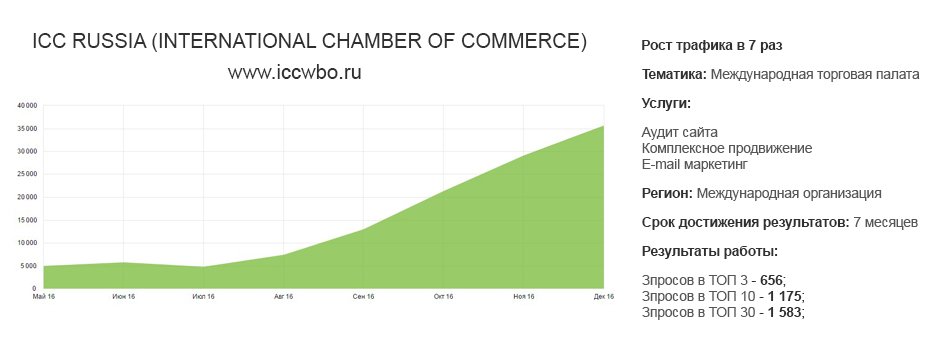 ICC RUSSIA (INTERNATIONAL CHAMBER OF COMMERCE)
www.iccwbo.ru
40 000
35 000
30 000
25 000
20 000
15 000
10 000
5 000
0
Май 16
Июн 16
Июл 16
Авг 16
Сен 16
Окт 16
Ноя 16
Дек 16
Рост трафика в 7 раз
Тематика: Международная торговая палата
Услуги:
Аудит сайта
Комплексное продвижение
E-mail маркетинг
Регион: Международная организация
Срок достижения результатов: 7 месяцев
Результаты работы:
Зпросов в ТОП 3 - 656;
Зпросов в ТОП 10 - 1 175;
Зпросов в ТОП 30 - 1 583;